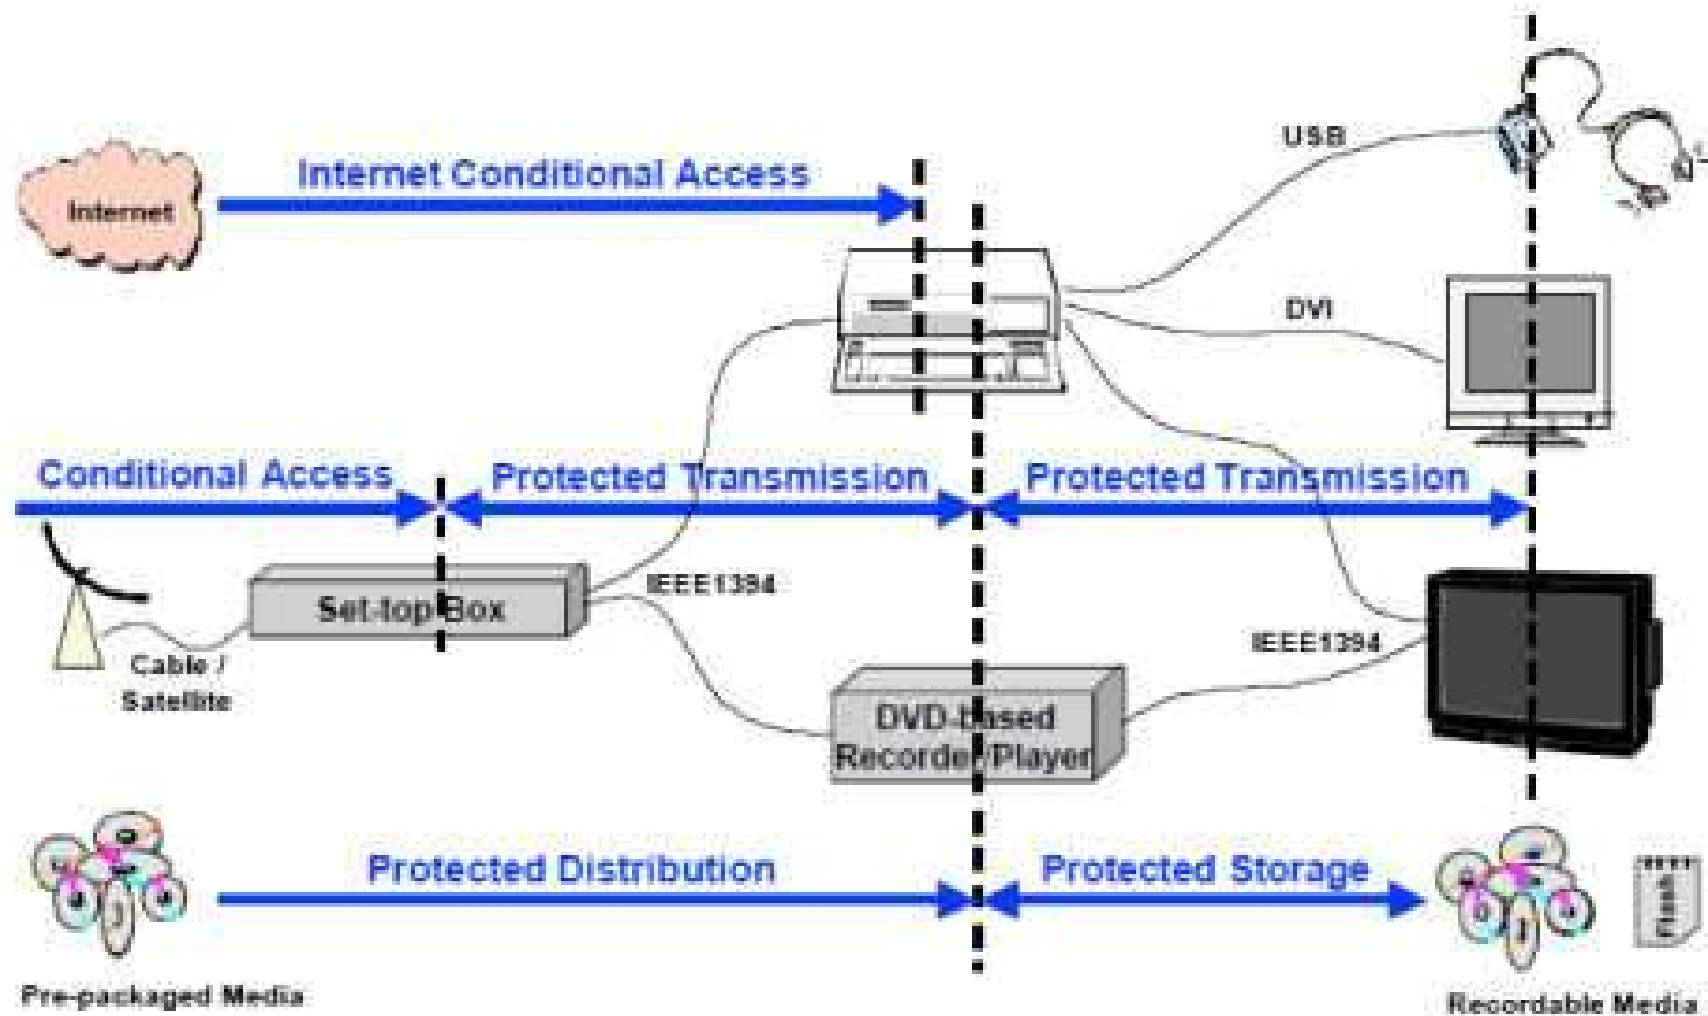 USB
Internet Conditional Access
Internet
DVI
Conditional Access
Protected Transmission
Protected Transmission
IEEE1394
Set-top Box
IEEE1394
Cable /
Satellite
DVD-based
Recorder/Player
Protected Distribution
Protected Storage
Flash
Pre-packaged Media
Recordable Media